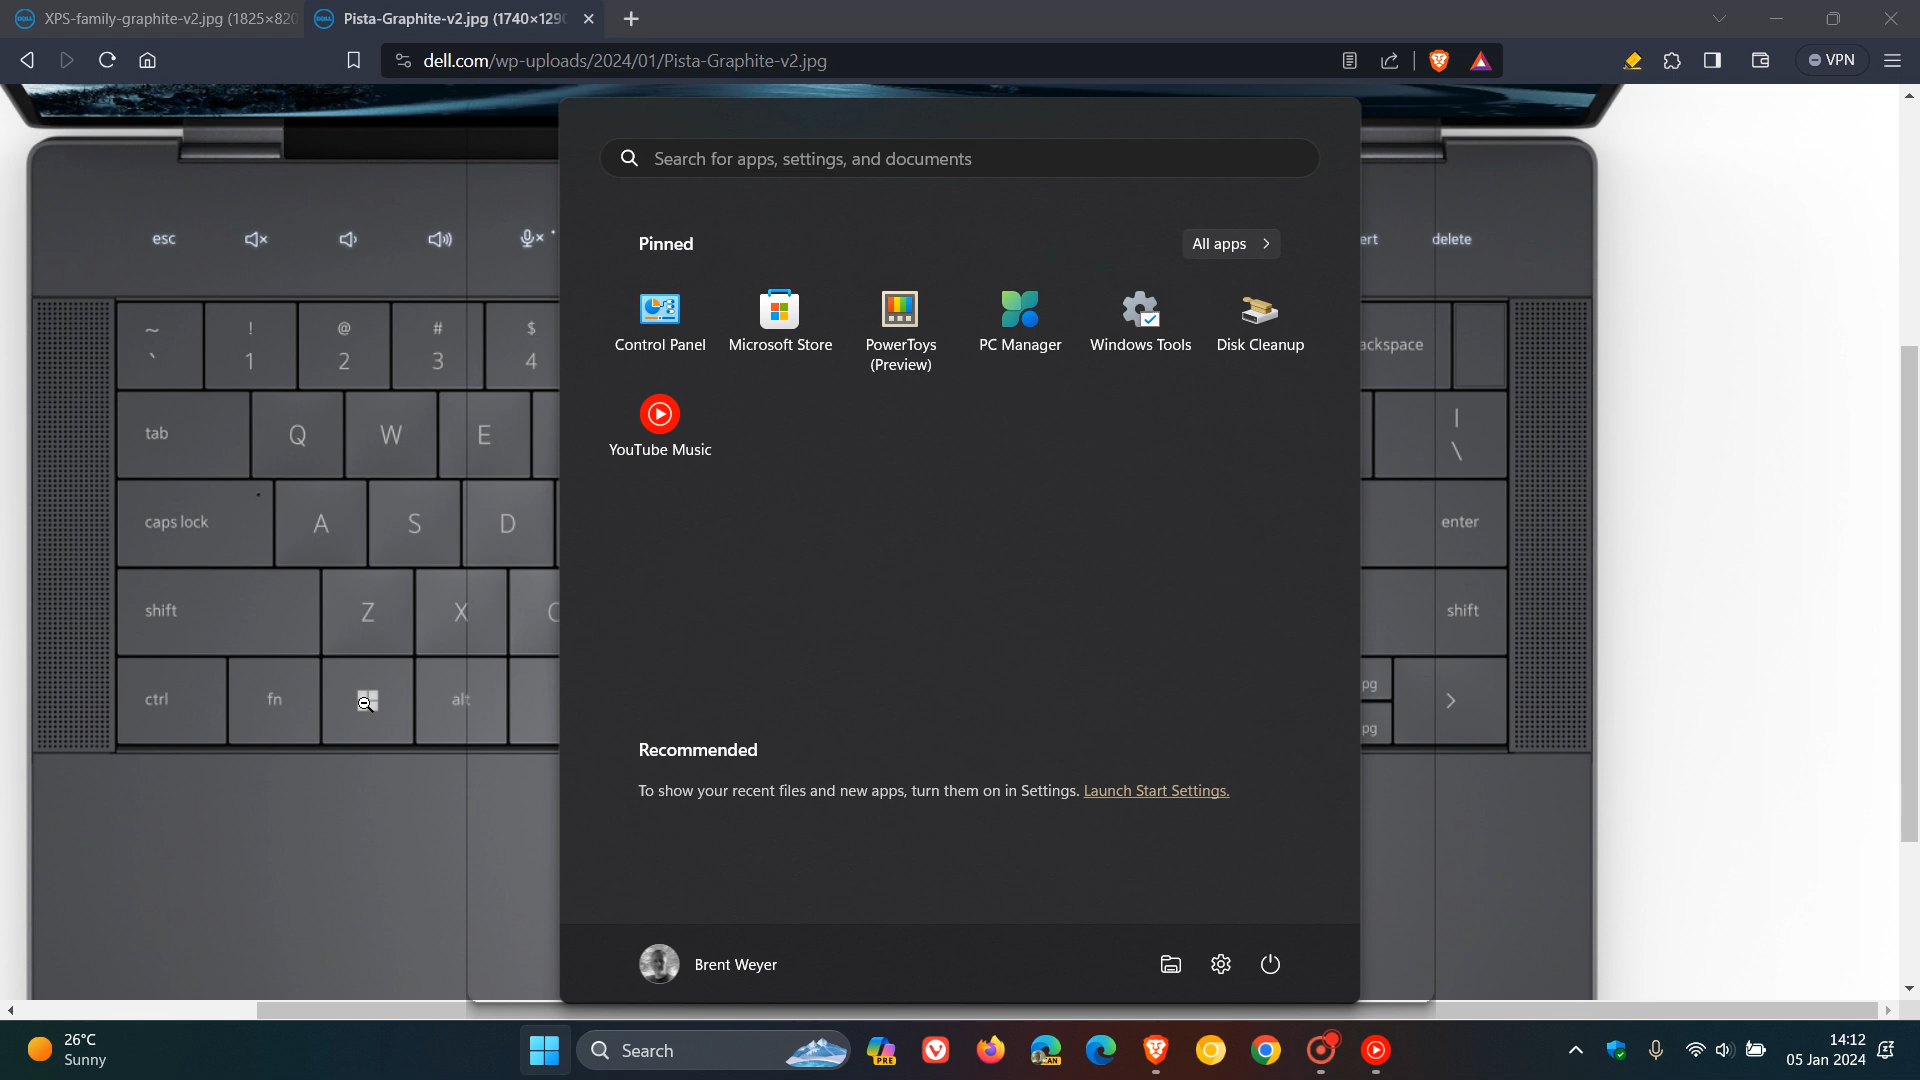 XPS-family-graphite-v2.jpg (1825×820
Pista-Graphite-v2.jpg (1740×1290
dell.com/wp-uploads/2024/01/Pista-Graphite-v2.jpg
VPN
Search for apps, settings, and documents
esc
ert
delete
Pinned
All apps
~
`
!
1
@
2
#
3
$
4
ackspace
Control Panel
Microsoft Store
PowerToys
(Preview)
PC Manager
Windows Tools
Disk Cleanup
tab
Q
W
E
|
\
YouTube Music
caps lock
A
S
D
enter
shift
Z
X
C
shift
ctrl
fn
alt
pg
pg
Recommended
To show your recent files and new apps, turn them on in Settings. Launch Start Settings.
Brent Weyer
26°C
Sunny
Search
PRE
CAN
14:12
05 Jan 2024